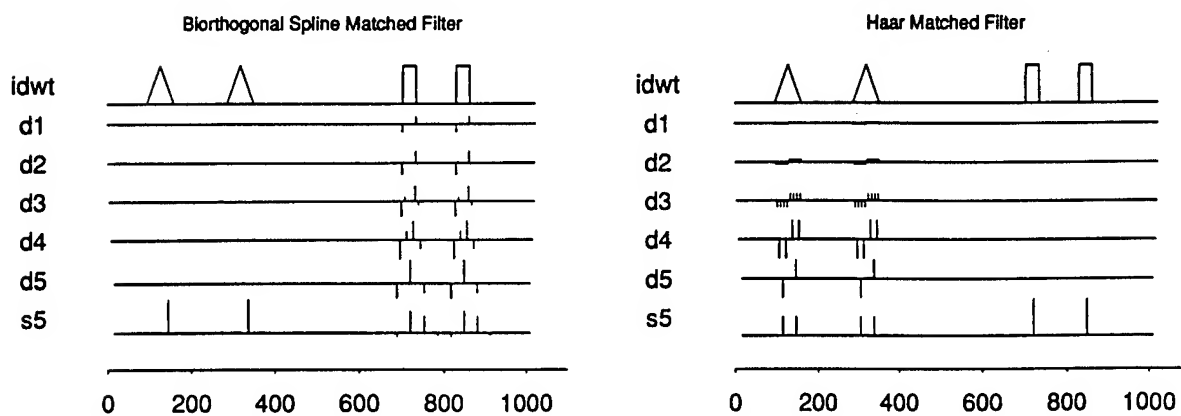 Biorthogonal Spline Matched Filter
idwt
d1
d2
d3
d4
d5
s5
0 200 400 600 800 1000
Haar Matched Filter
idwt
d1
d2
d3
d4
d5
s5
0 200 400 600 800 1000